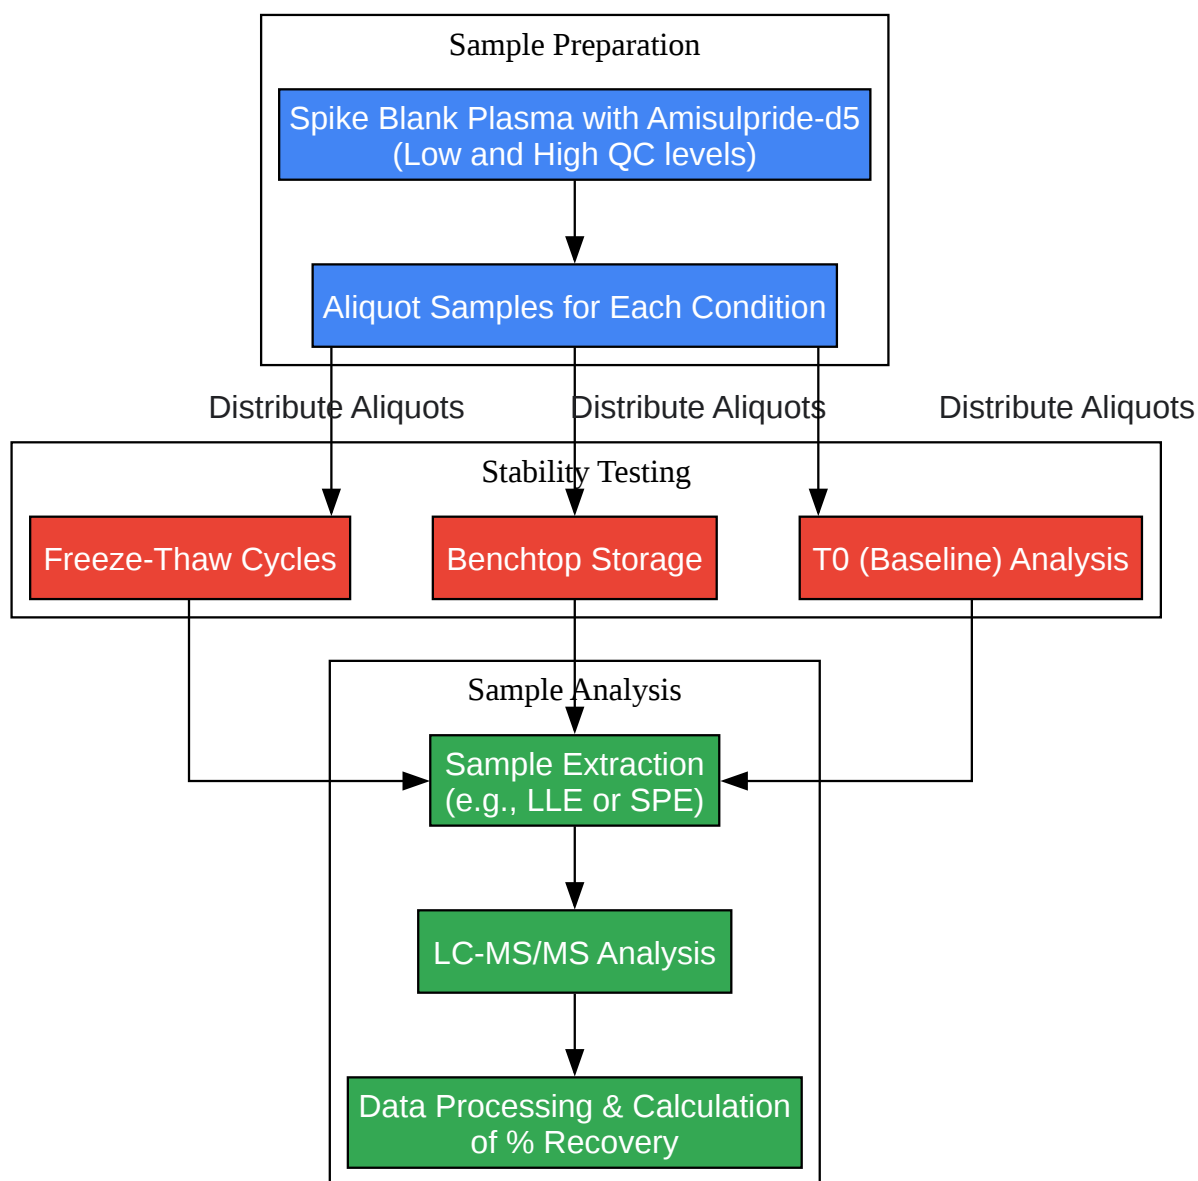 Sample Preparation
Spike Blank Plasma with Amisulpride-d5
(Low and High QC levels)
Aliquot Samples for Each Condition
Distribute Aliquots
Distribute Aliquots
Distribute Aliquots
Stability Testing
Freeze-Thaw Cycles
Benchtop Storage
T0 (Baseline) Analysis
Sample Analysis
Sample Extraction
(e.g., LLE or SPE)
LC-MS/MS Analysis
Data Processing & Calculation
of % Recovery